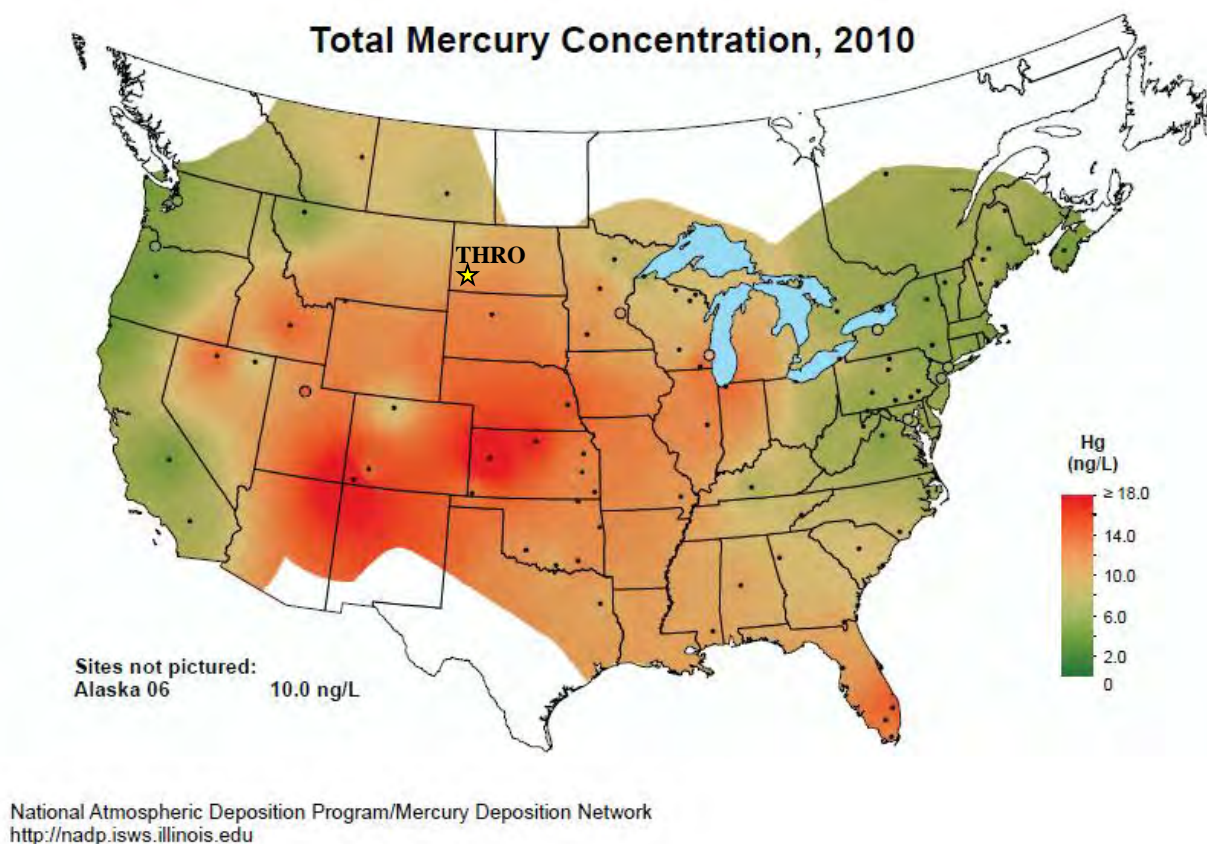 Total Mercury Concentration, 2010
THRO
Hg
(ng/L)
≥ 18.0
14.0
10.0
6.0
2.0
0
Sites not pictured:
Alaska 06 10.0 ng/L
National Atmospheric Deposition Program/Mercury Deposition Network
http://nadp.isws.illinois.edu